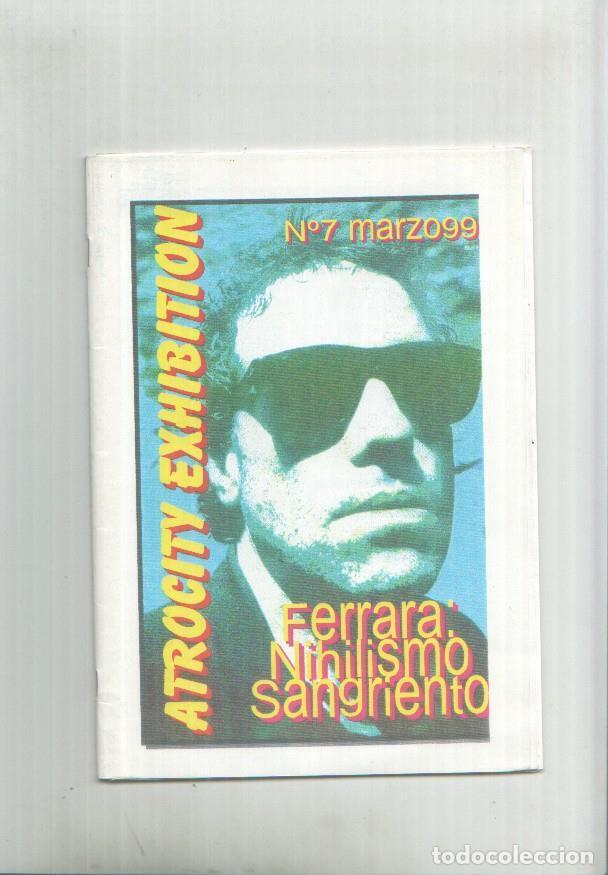 ATROCITY EXHIBITION
Nº7 marzo99
Ferrara:
Nihilismo
Sangriento
todocoleccion